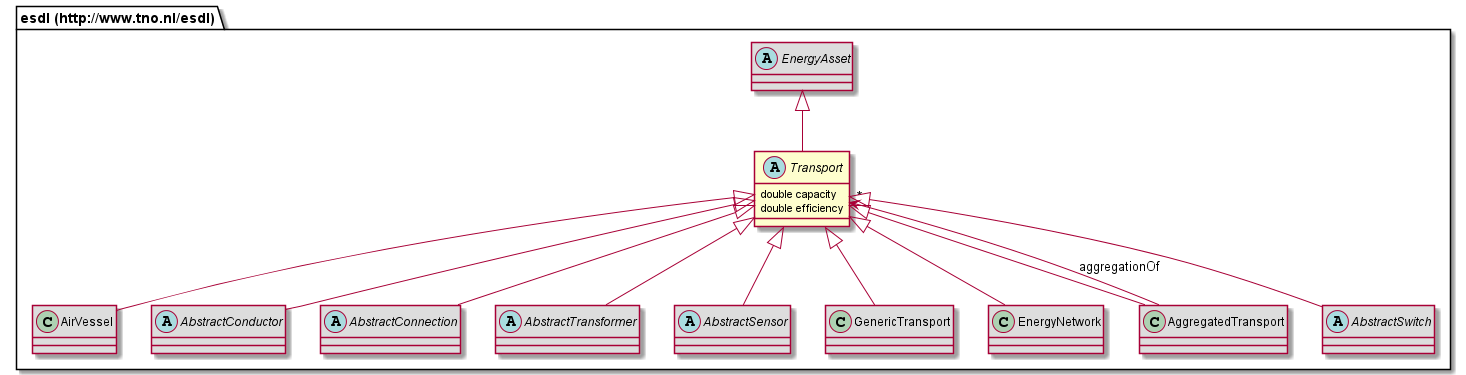 esdl (http://www.tno.nl/esdl)
A EnergyAsset
A Transport
double capacity
double efficiency
*
aggregationOf
C AirVessel
A AbstractConductor
A AbstractConnection
A AbstractTransformer
A AbstractSensor
C GenericTransport
C EnergyNetwork
C AggregatedTransport
A AbstractSwitch